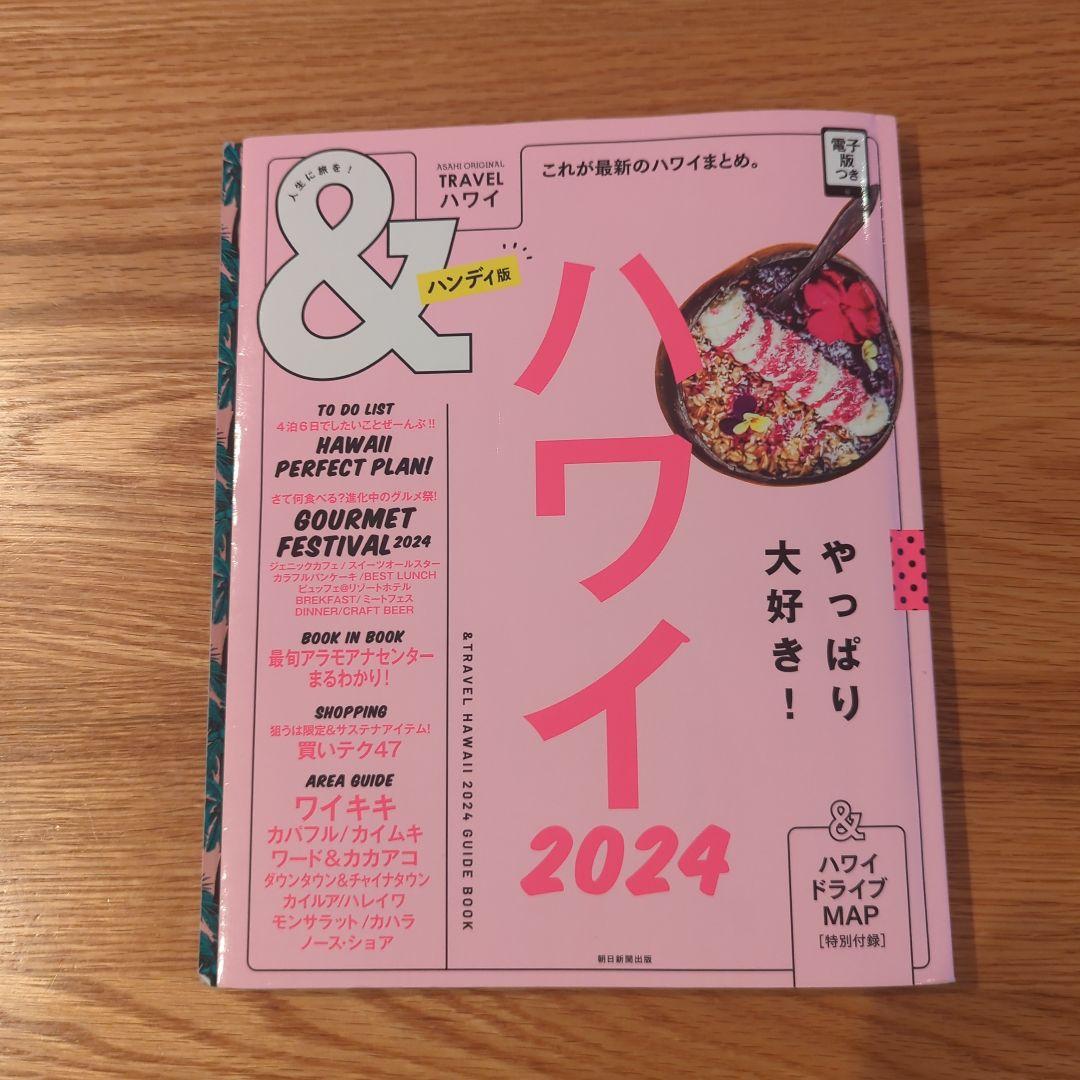 人生に旅を！
&
ASAHI ORIGINAL
TRAVEL
ハワイ
ハンディ版
これが最新のハワイまとめ。
電子
版
つき
ハワイ
2024
やっぱり
大好き！
TO DO LIST
4泊6日でしたいことぜーんぶ!!
HAWAII
PERFECT PLAN!
さて何食べる?進化中のグルメ祭!
GOURMET
FESTIVAL 2024
ジェニックカフェ/スイーツオールスター
カラフルパンケーキ/BEST LUNCH
ビュッフェ@リゾートホテル
BREKFAST/ミートフェス
DINNER/CRAFT BEER
BOOK IN BOOK
最旬アラモアナセンター
まるわかり!
SHOPPING
狙うは限定&サステナアイテム!
買いテク47
AREA GUIDE
ワイキキ
カパフル/カイムキ
ワード&カカアコ
ダウンタウン&チャイナタウン
カイルア/ハレイワ
モンサラット/カハラ
ノース・ショア
&TRAVEL HAWAII 2024 GUIDE BOOK
&
ハワイ
ドライブ
MAP
[特別付録]
朝日新聞出版